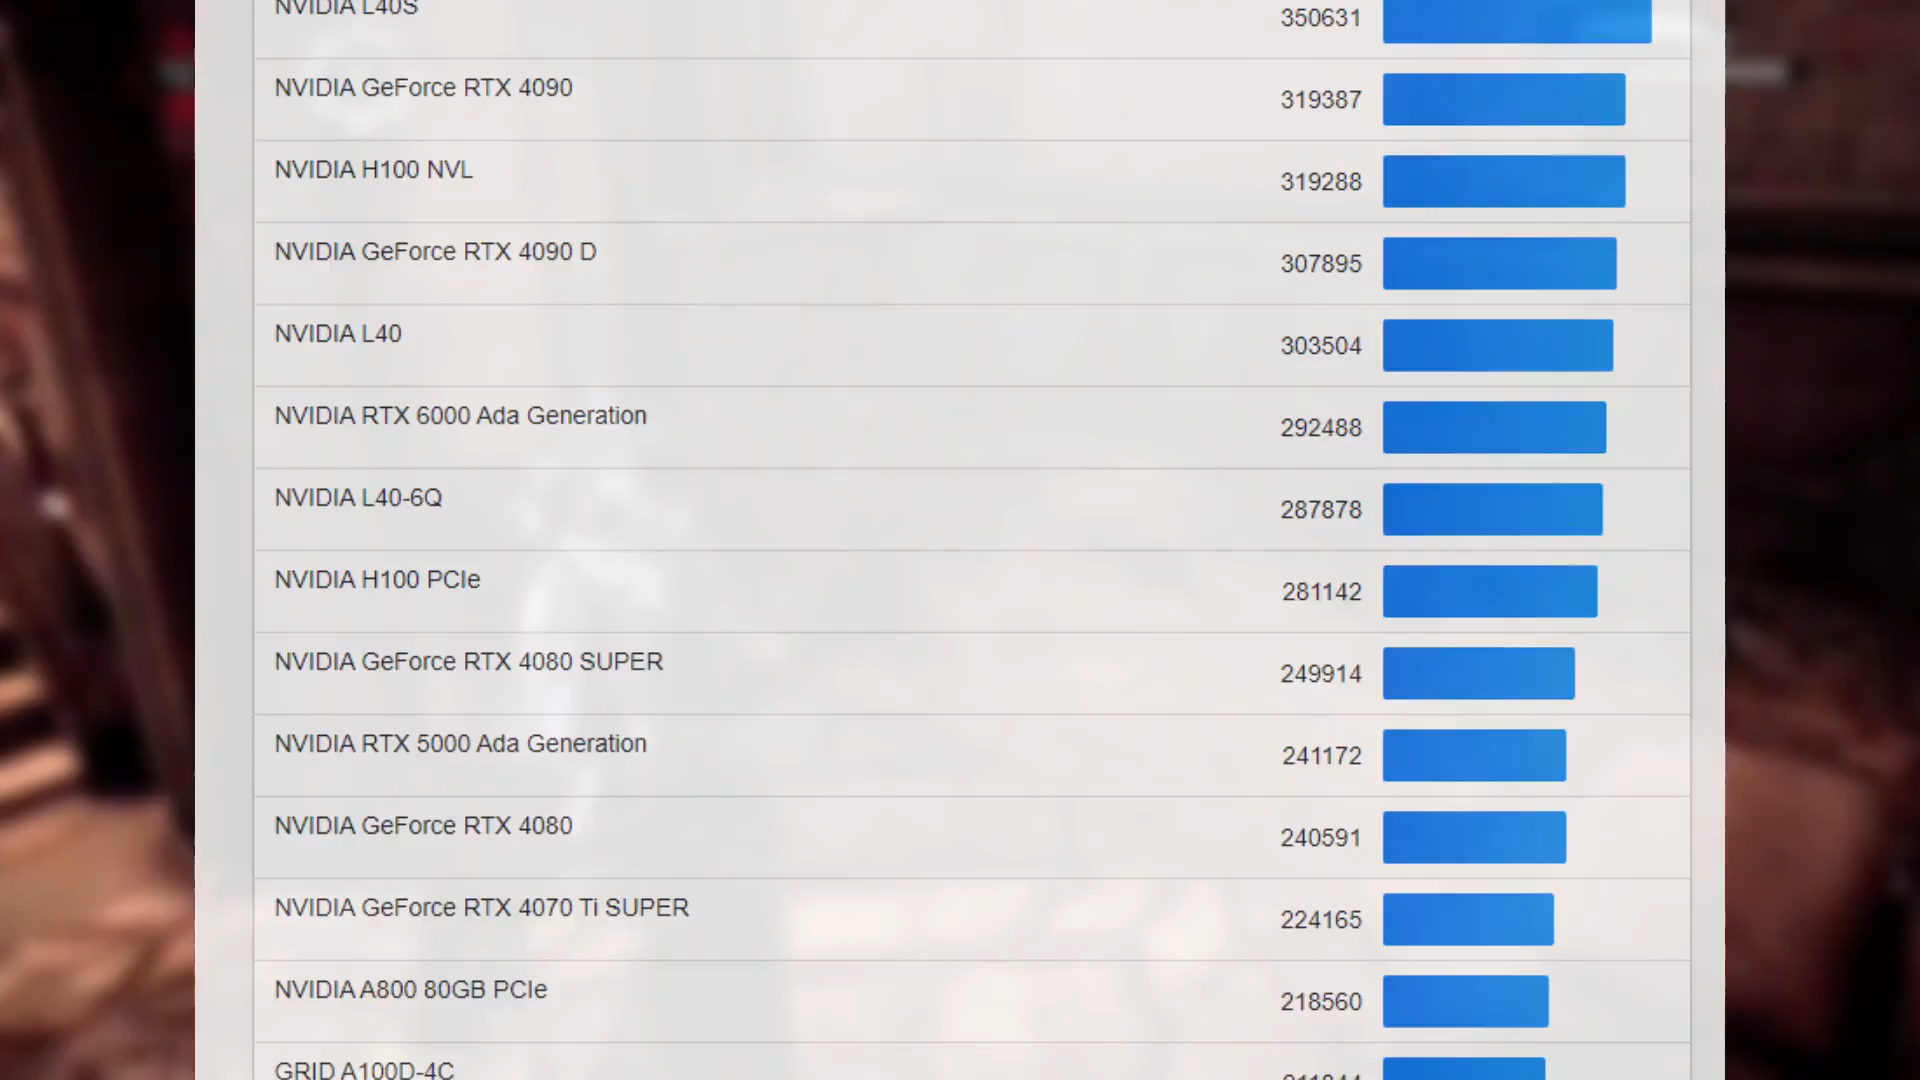 NVIDIA L40S 350631
NVIDIA GeForce RTX 4090 319387
NVIDIA H100 NVL 319288
NVIDIA GeForce RTX 4090 D 307895
NVIDIA L40 303504
NVIDIA RTX 6000 Ada Generation 292488
NVIDIA L40-6Q 287878
NVIDIA H100 PCIe 281142
NVIDIA GeForce RTX 4080 SUPER 249914
NVIDIA RTX 5000 Ada Generation 241172
NVIDIA GeForce RTX 4080 240591
NVIDIA GeForce RTX 4070 Ti SUPER 224165
NVIDIA A800 80GB PCIe 218560
GRID A100D-4C